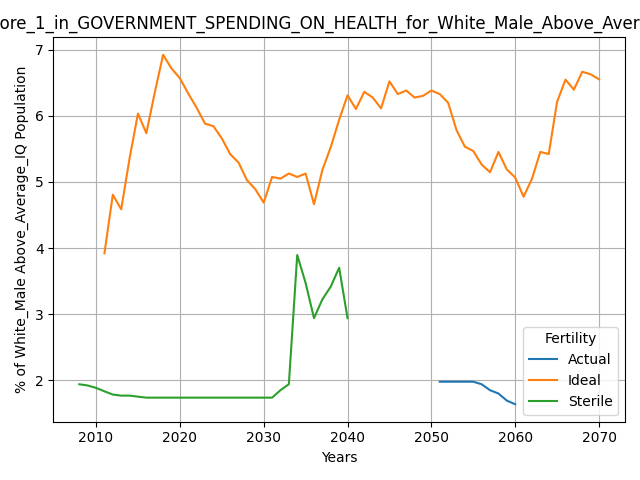 ore_1_in_GOVERNMENT_SPENDING_ON_HEALTH_for_White_Male_Above_Aver
% of White_Male Above_Average_IQ Population
7
6
5
4
3
2
Fertility
Actual
Ideal
Sterile
2010 2020 2030 2040 2050 2060 2070
Years